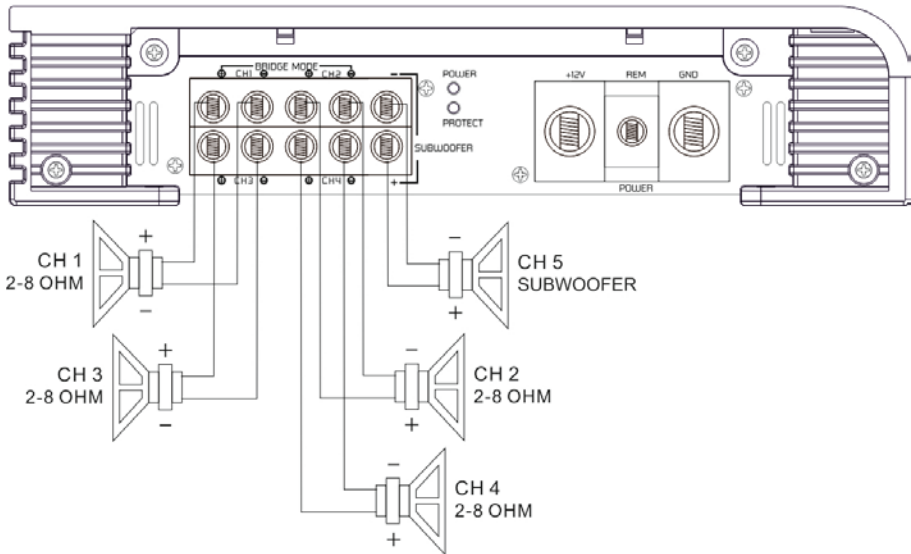 BRIDGE MODE
⊕ CH1 ⊖ ⊕ CH2 ⊖ -
POWER
PROTECT
SUBWOOFER
⊕ CH3 ⊖ ⊕ CH4 ⊖ +
+12V REM GND
POWER
+
CH 1
2-8 OHM
-
-
CH 5
SUBWOOFER
+
+
CH 3
2-8 OHM
-
-
CH 2
2-8 OHM
+
-
CH 4
2-8 OHM
+